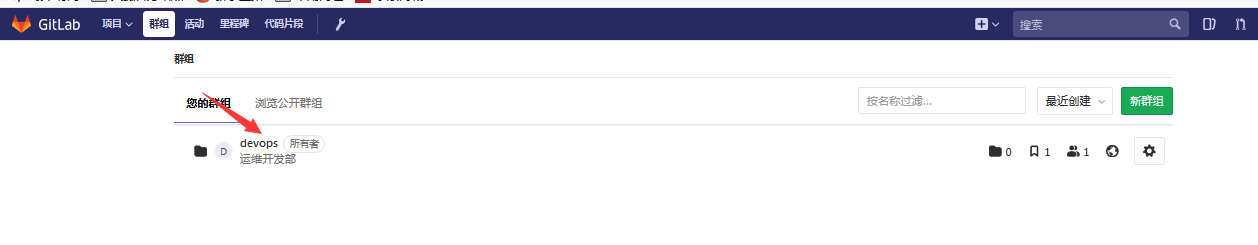 GitLab 项目 群组 活动 里程碑 代码片段 搜索
群组
您的群组 浏览公开群组 按名称过滤... 最近创建 新群组
D devops 所有者 0 1 1
运维开发部